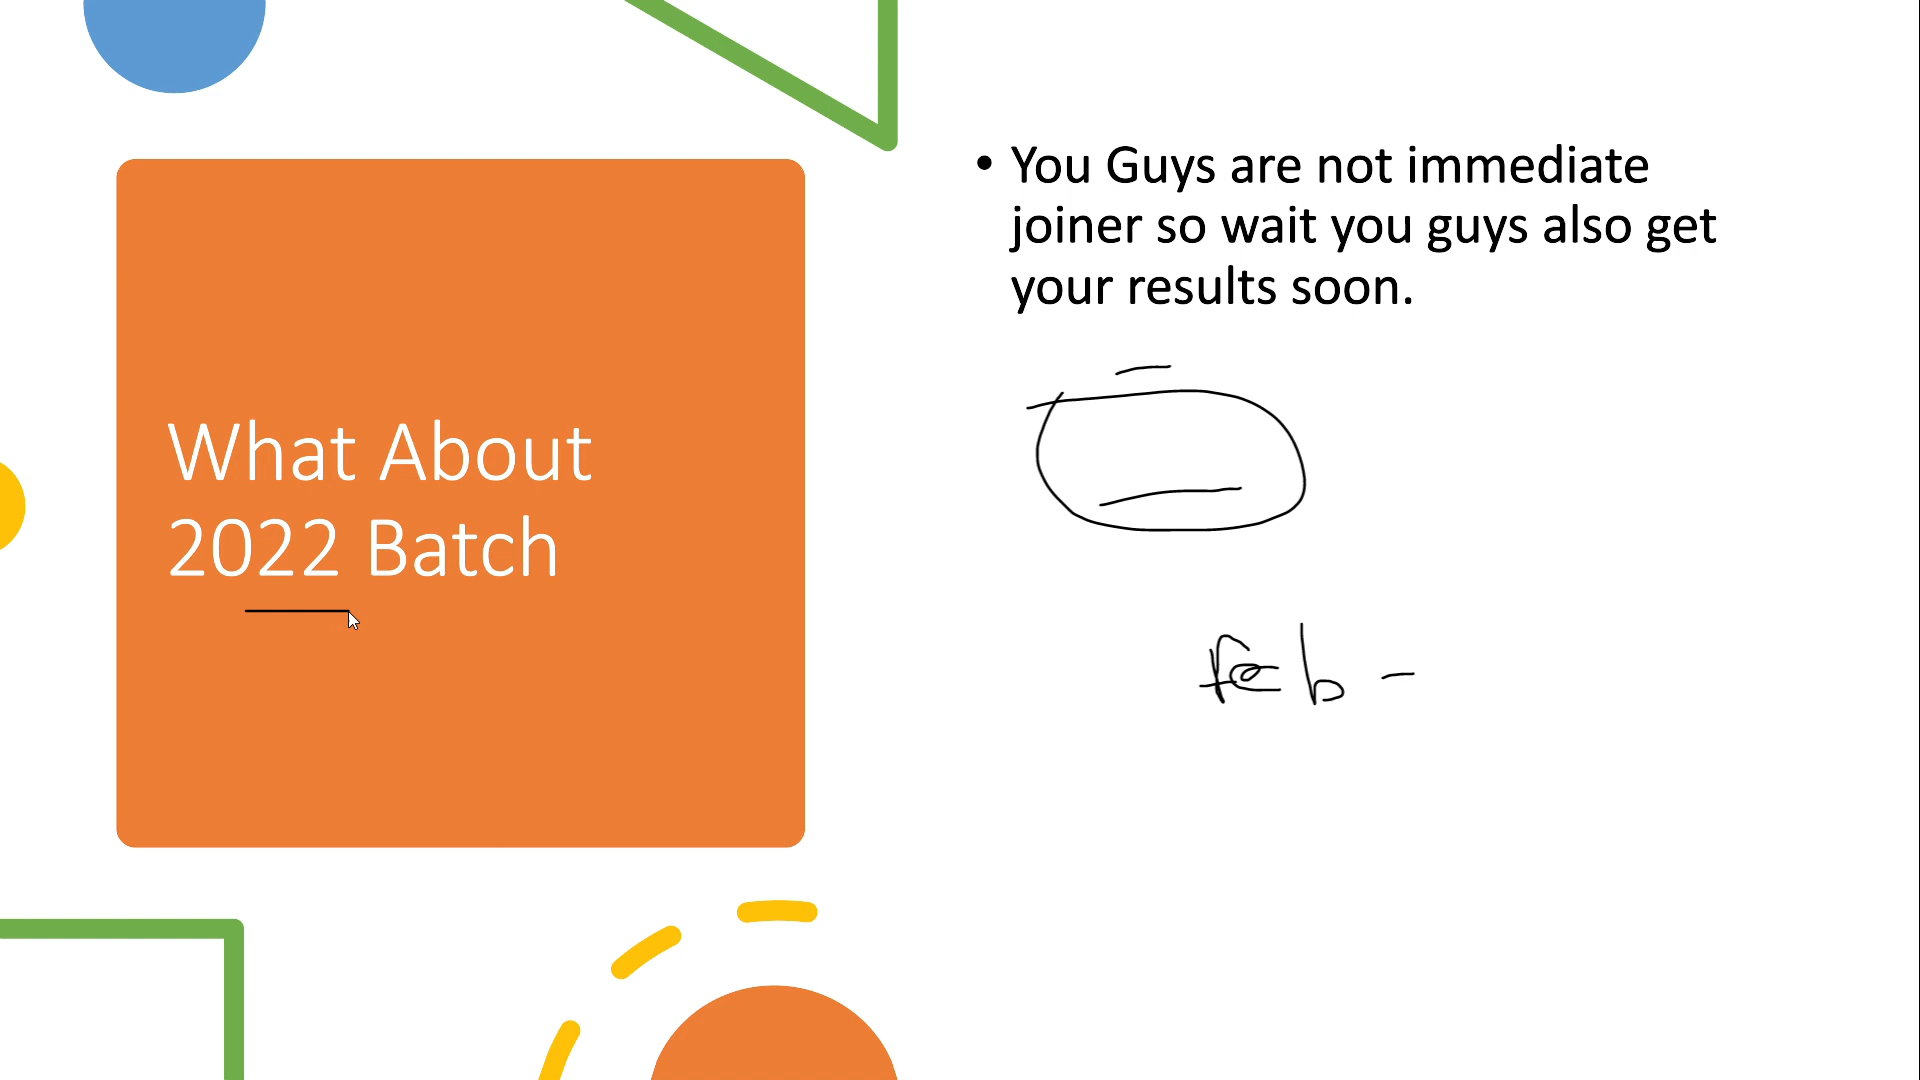 What About
2022 Batch
• You Guys are not immediate
joiner so wait you guys also get
your results soon.
feb -